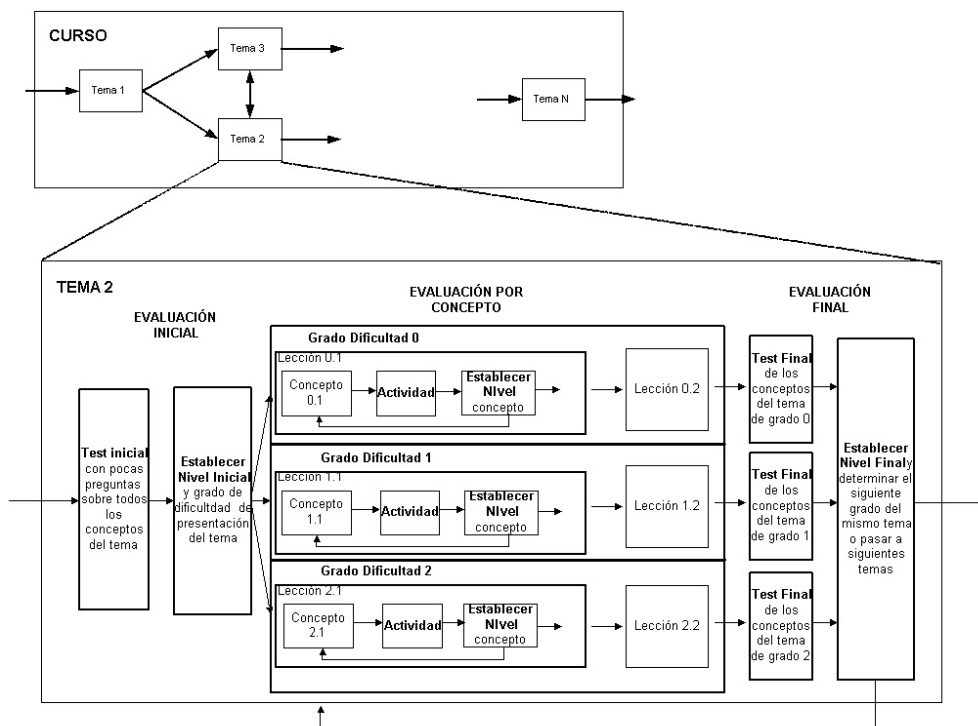 CURSO
Tema 3
Tema 1
Tema N
Tema 2
TEMA 2
EVALUACIÓN
INICIAL
EVALUACIÓN POR
CONCEPTO
EVALUACIÓN
FINAL
Test inicial
con pocas
preguntas
sobre todos
los
conceptos
del tema
Establecer
Nivel Inicial
y grado de
dificultdad de
presentación
del tema
Grado Dificultad 0
Lección 0.1
Concepto
0.1
Actividad
Establecer
NIvel
concepto
Lección 0.2
Test Final
de los
conceptos
del tema
de grado 0
Grado Dificultad 1
Lección 1.1
Concepto
1.1
Actividad
Establecer
NIvel
concepto
Lección 1.2
Test Final
de los
conceptos
del tema
de grado 1
Grado Dificultad 2
Lección 2.1
Concepto
2.1
Actividad
Establecer
NIvel
concepto
Lección 2.2
Test Final
de los
conceptos
del tema
de grado 2
Establecer
Nivel Final y
determinar el
siguiente
grado del
mismo tema
o pasar a
siguientes
temas